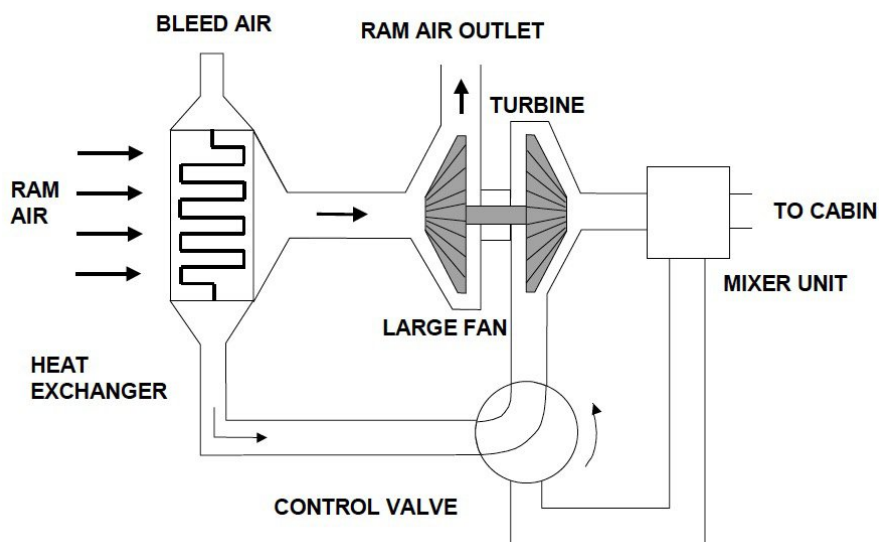 BLEED AIR
RAM AIR OUTLET
TURBINE
RAM
AIR
TO CABIN
MIXER UNIT
LARGE FAN
HEAT
EXCHANGER
CONTROL VALVE